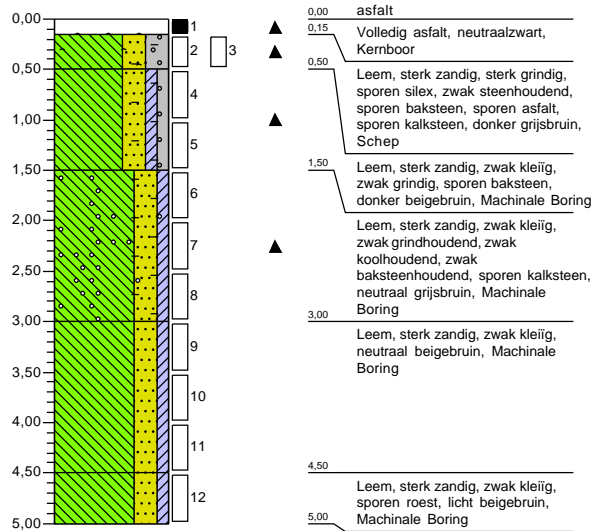 0,00
0,50
1,00
1,50
2,00
2,50
3,00
3,50
4,00
4,50
5,00
1
2
3
4
5
6
7
8
9
10
11
12
0,00 asfalt
0,15 Volledig asfalt, neutraalzwart,
Kernboor
0,50
Leem, sterk zandig, sterk grindig,
sporen silex, zwak steenhoudend,
sporen baksteen, sporen asfalt,
sporen kalksteen, donker grijsbruin,
Schep
1,50
Leem, sterk zandig, zwak kleiïg,
zwak grindig, sporen baksteen,
donker beigebruin, Machinale Boring
Leem, sterk zandig, zwak kleiïg,
zwak grindhoudend, zwak
koolhoudend, zwak
baksteenhoudend, sporen kalksteen,
neutraal grijsbruin, Machinale
Boring
3,00
Leem, sterk zandig, zwak kleiïg,
neutraal beigebruin, Machinale
Boring
4,50
Leem, sterk zandig, zwak kleiïg,
sporen roest, licht beigebruin,
Machinale Boring
5,00